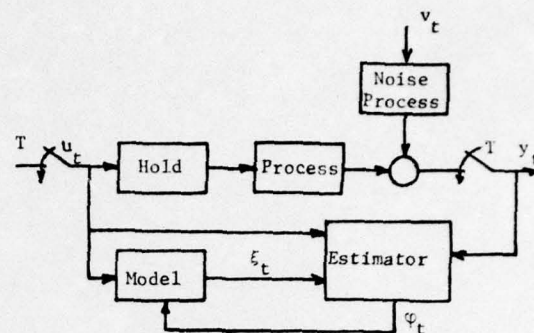 v_t
Noise
Process
T
u_t
Hold
Process
T
y_t
Estimator
Model
ξ_t
φ_t